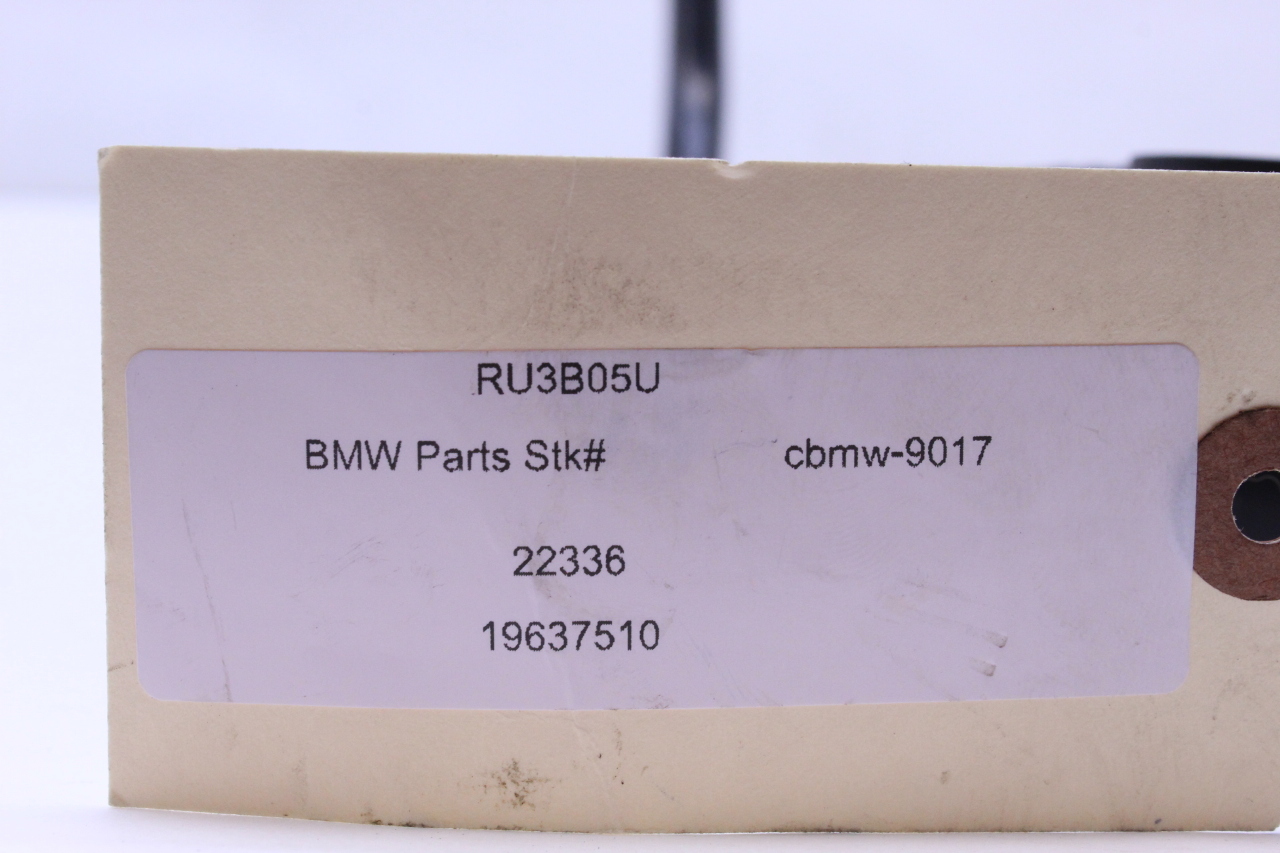 RU3B05U
BMW Parts Stk# cbmw-9017
22336
19637510